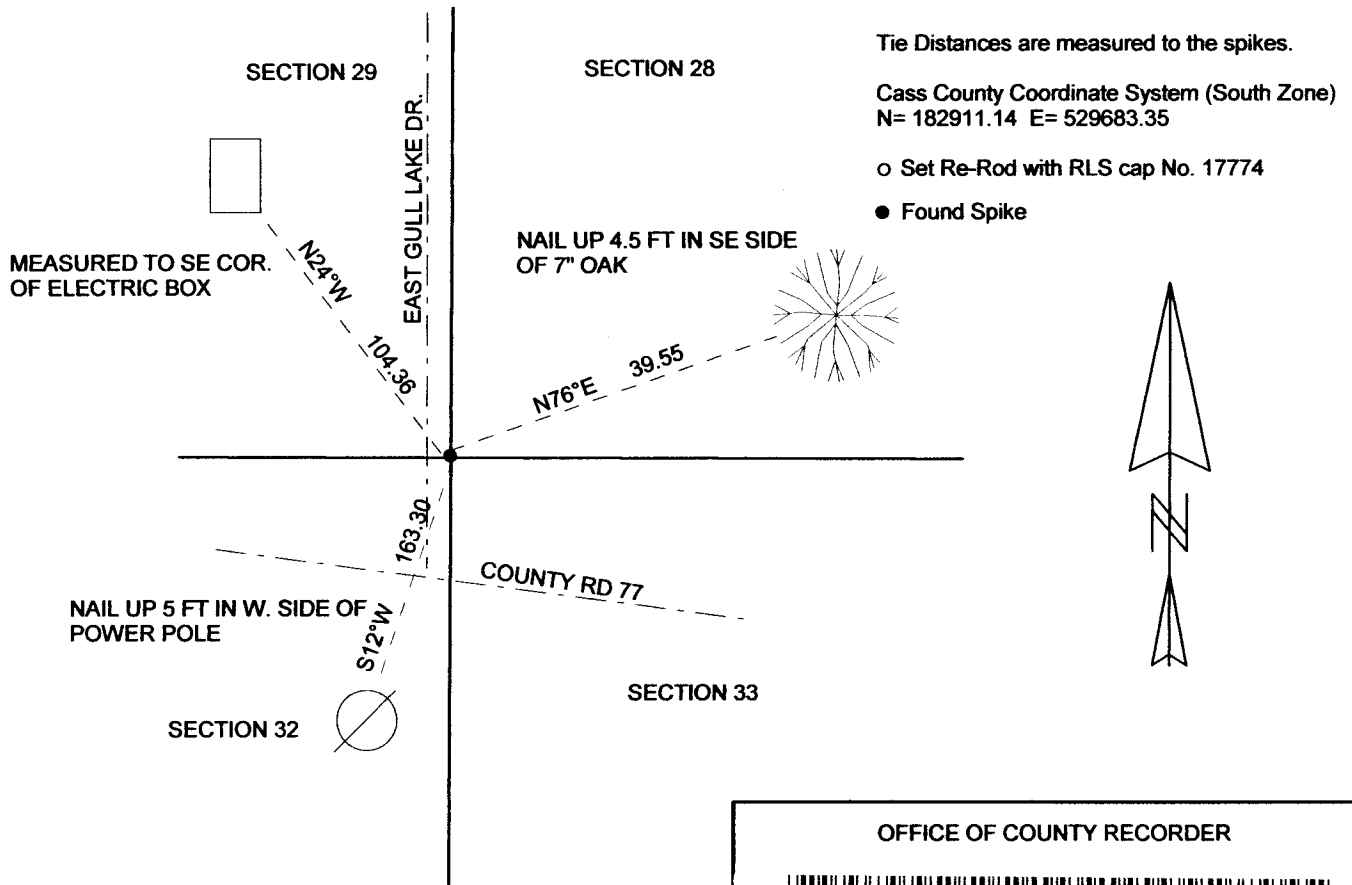 Tie Distances are measured to the spikes.
SECTION 29
SECTION 28
Cass County Coordinate System (South Zone)
N= 182911.14 E= 529683.35
EAST GULL LAKE DR.
○ Set Re-Rod with RLS cap No. 17774
● Found Spike
NAIL UP 4.5 FT IN SE SIDE
OF 7" OAK
MEASURED TO SE COR.
OF ELECTRIC BOX
N24°W
104.36
N76°E
39.55
N
163.30
COUNTY RD 77
NAIL UP 5 FT IN W. SIDE OF
POWER POLE
S12°W
SECTION 33
SECTION 32
OFFICE OF COUNTY RECORDER